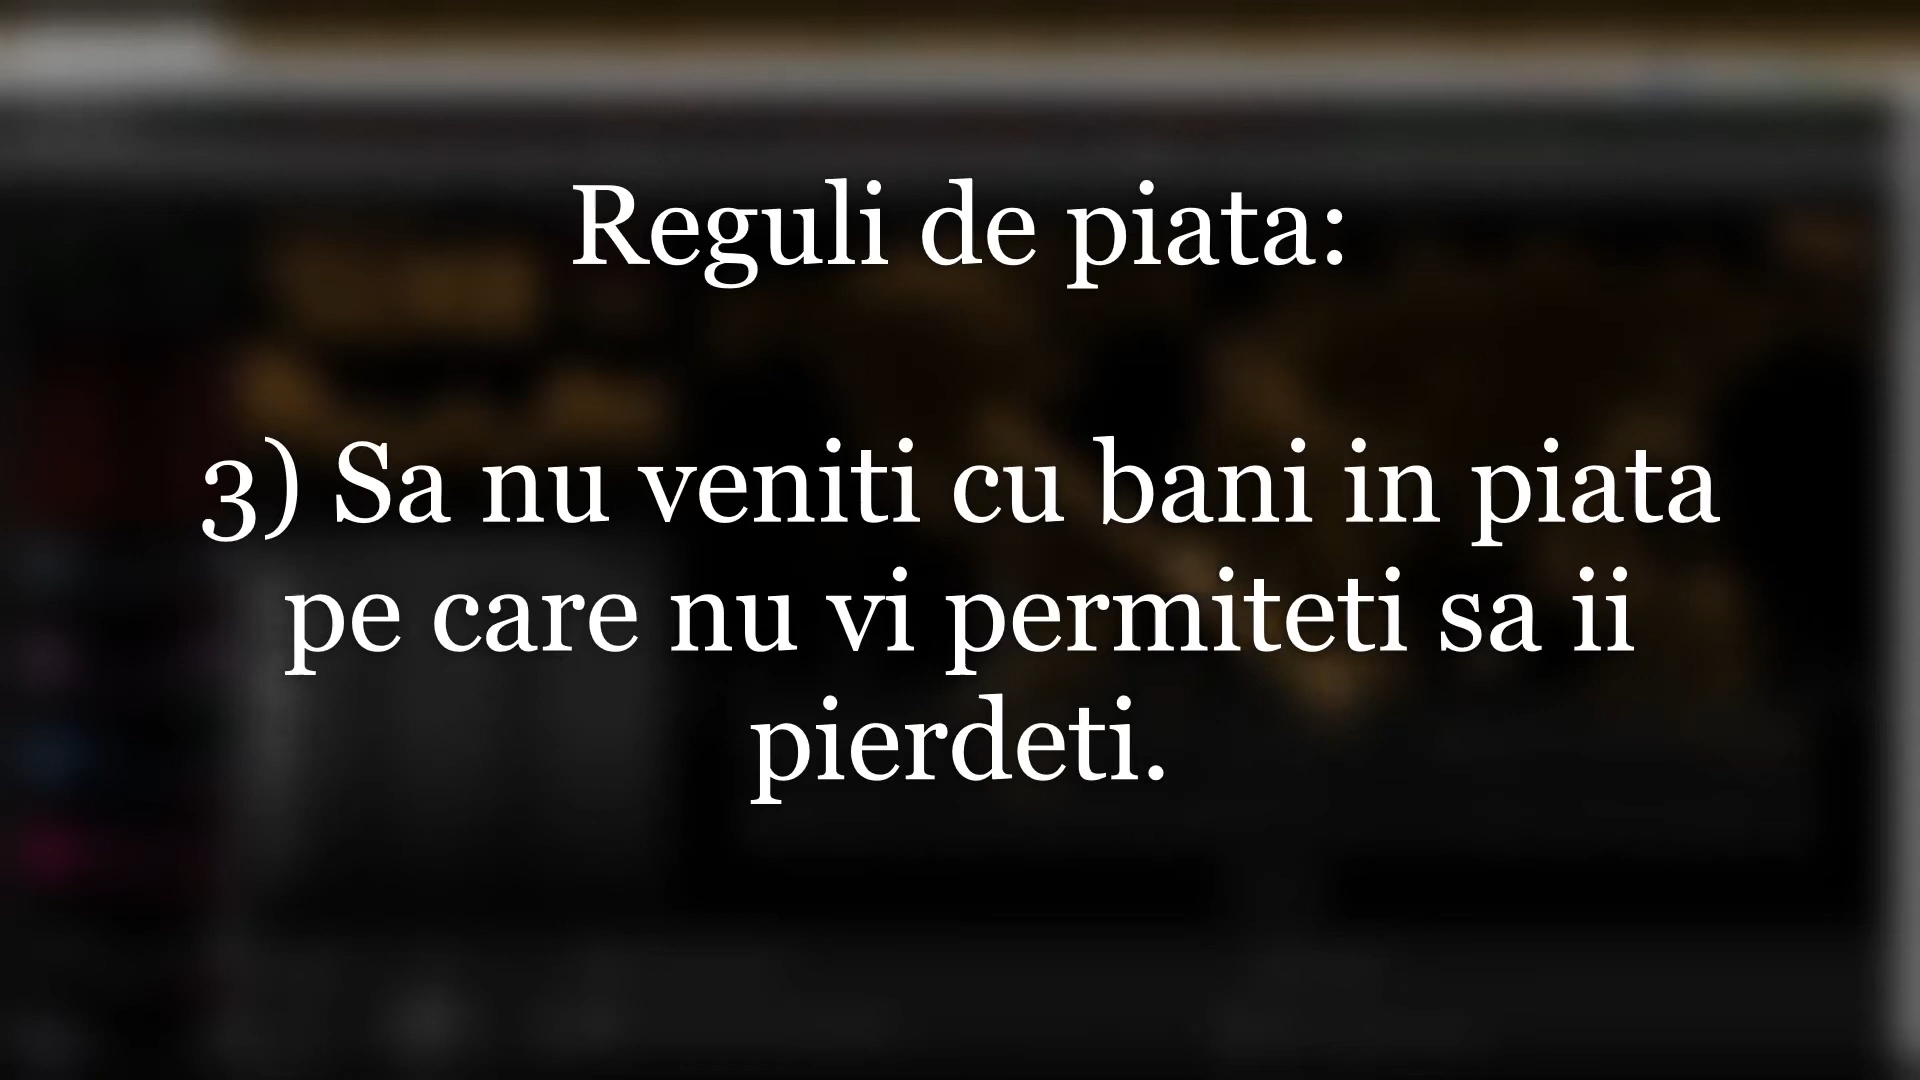 Reguli de piata:
3) Sa nu veniti cu bani in piata
pe care nu vi permiteti sa ii
pierdeti.